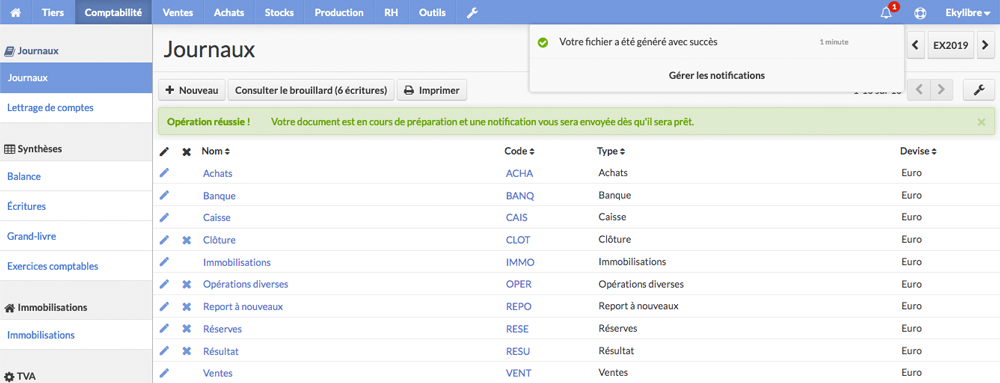 Tiers Comptabilité Ventes Achats Stocks Production RH Outils 1 Ekylibre
Journaux
Journaux
Lettrage de comptes
Synthèses
Balance
Écritures
Grand-livre
Exercices comptables
Immobilisations
Immobilisations
TVA
Journaux
Votre fichier a été généré avec succès 1 minute
Gérer les notifications
EX2019
Nouveau Consulter le brouillard (6 écritures) Imprimer
Opération réussie ! Votre document est en cours de préparation et une notification vous sera envoyée dès qu'il sera prêt.
Nom Code Type Devise
Achats ACHA Achats Euro
Banque BANQ Banque Euro
Caisse CAIS Caisse Euro
Clôture CLOT Clôture Euro
Immobilisations IMMO Immobilisations Euro
Opérations diverses OPER Opérations diverses Euro
Report à nouveaux REPO Report à nouveaux Euro
Réserves RESE Réserves Euro
Résultat RESU Résultat Euro
Ventes VENT Ventes Euro